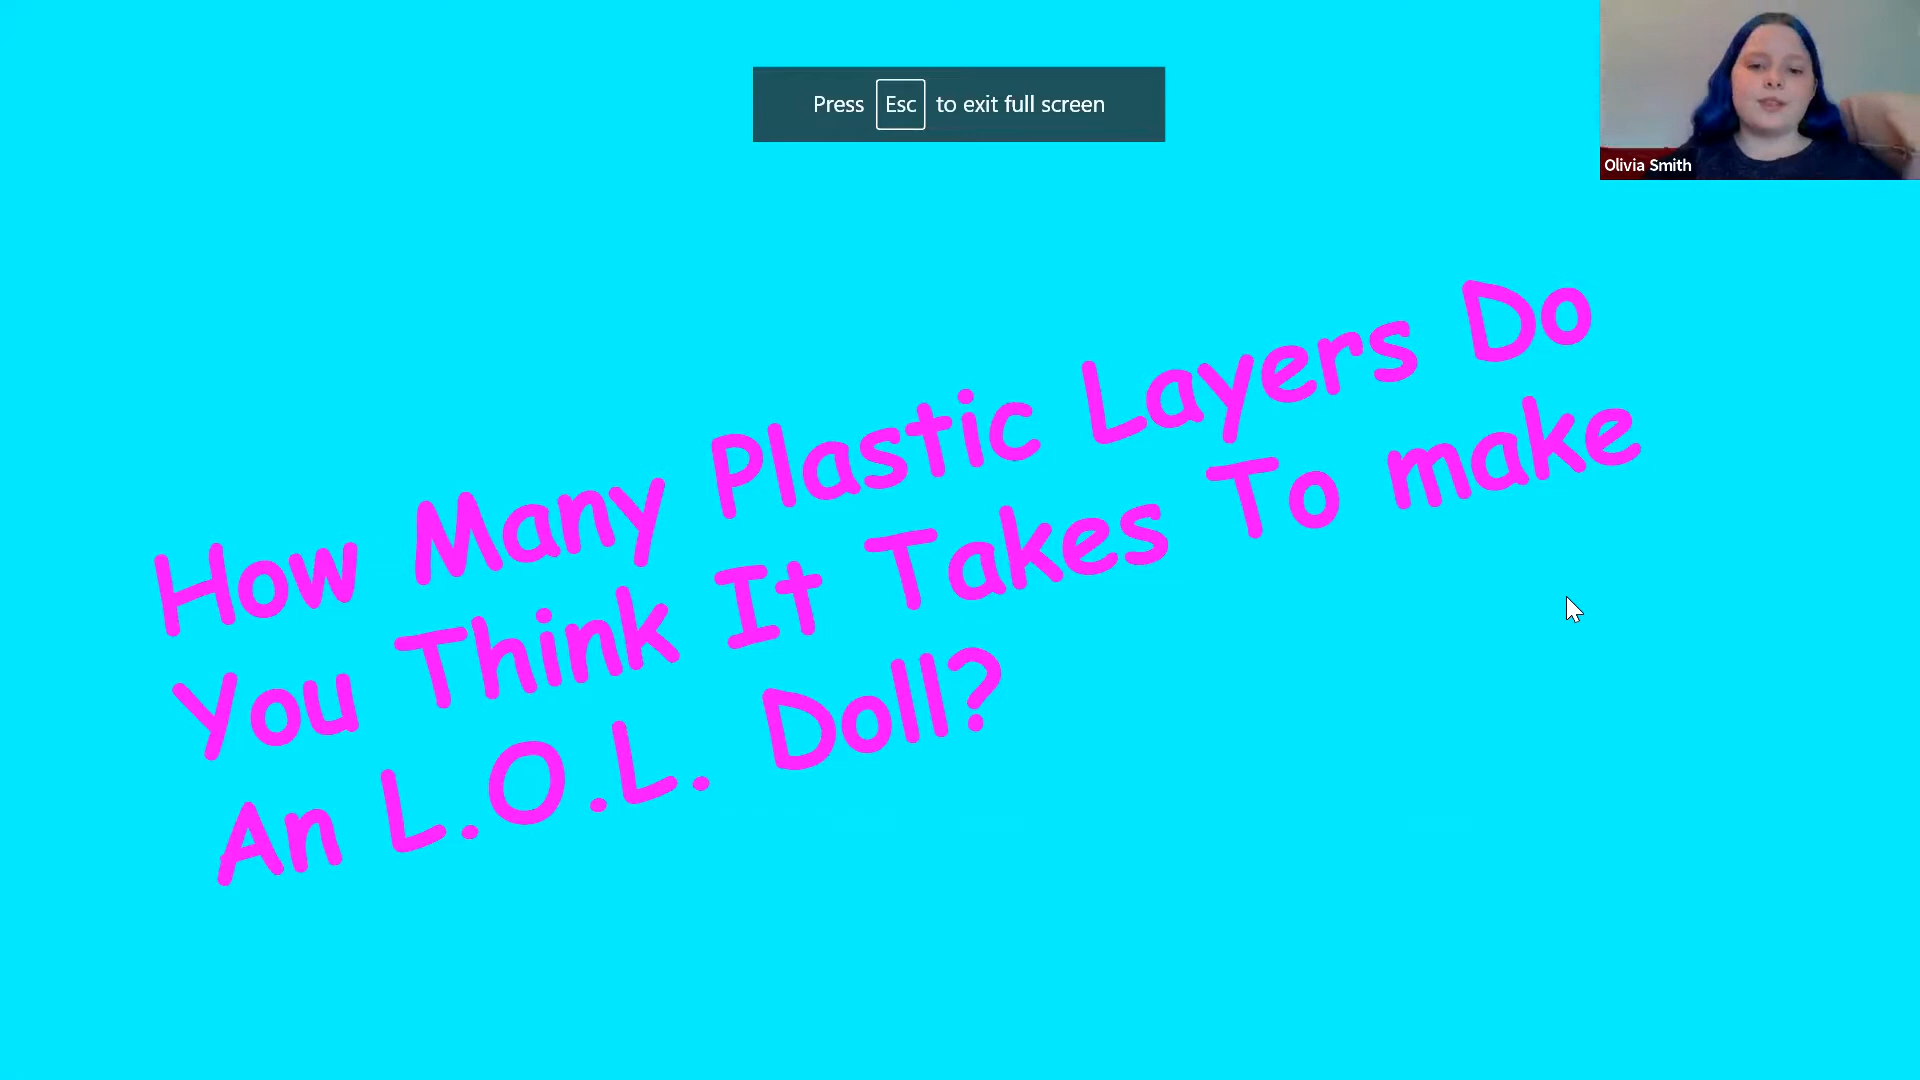 Press Esc to exit full screen
Olivia Smith
How Many Plastic Layers Do
You Think It Takes To make
An L.O.L. Doll?